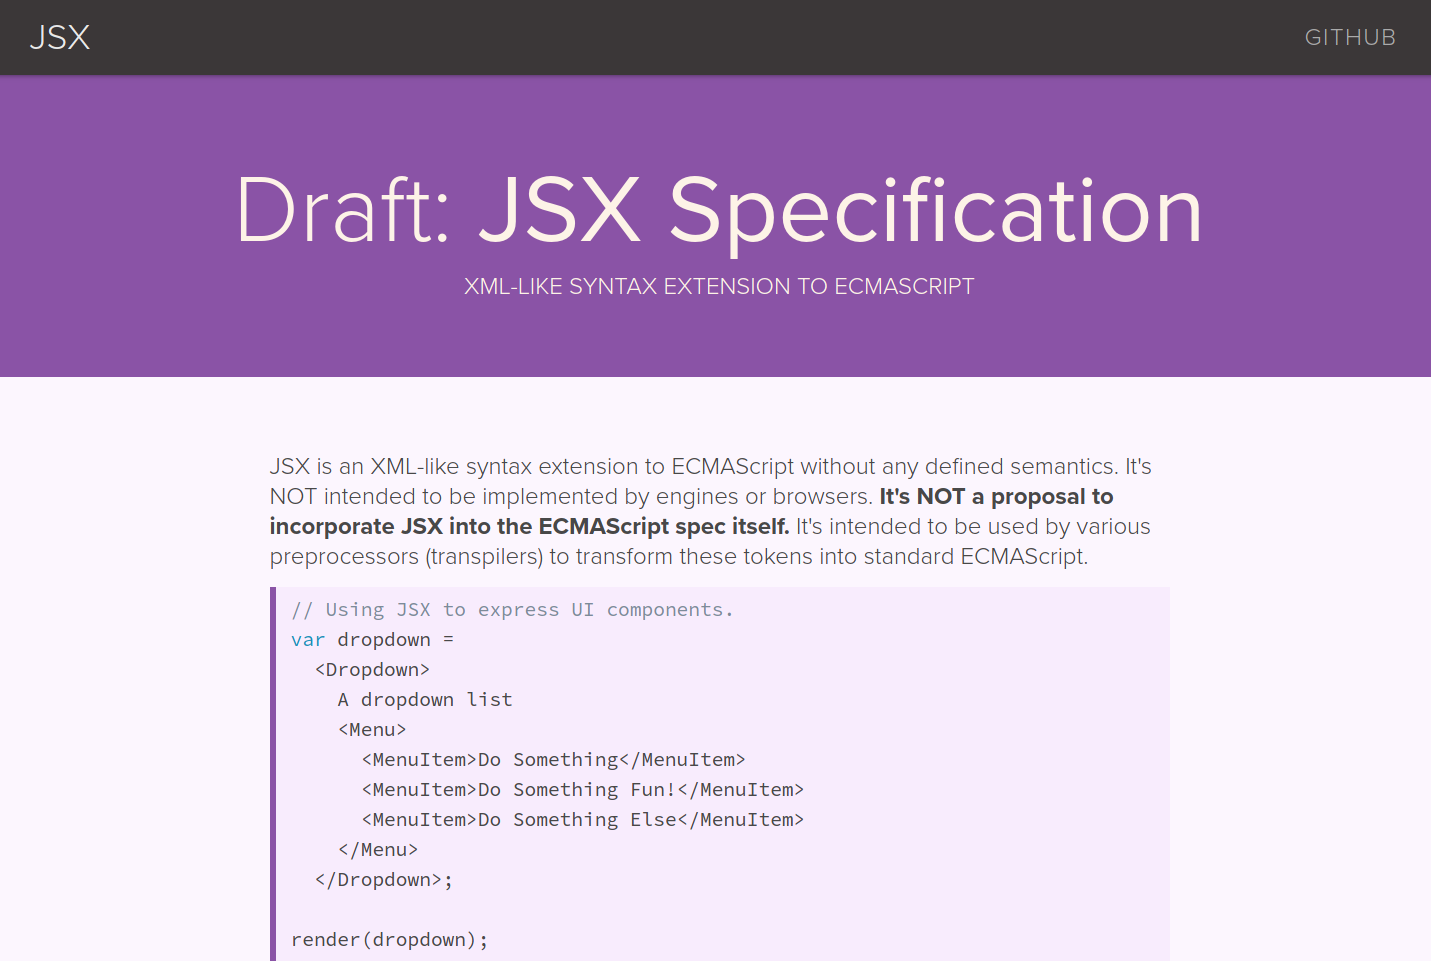 JSX
GITHUB
Draft: JSX Specification
XML-LIKE SYNTAX EXTENSION TO ECMASCRIPT
JSX is an XML-like syntax extension to ECMAScript without any defined semantics. It's
NOT intended to be implemented by engines or browsers. It's NOT a proposal to
incorporate JSX into the ECMAScript spec itself. It's intended to be used by various
preprocessors (transpilers) to transform these tokens into standard ECMAScript.
// Using JSX to express UI components.
var dropdown =
  <Dropdown>
    A dropdown list
    <Menu>
      <MenuItem>Do Something</MenuItem>
      <MenuItem>Do Something Fun!</MenuItem>
      <MenuItem>Do Something Else</MenuItem>
    </Menu>
  </Dropdown>;

render(dropdown);